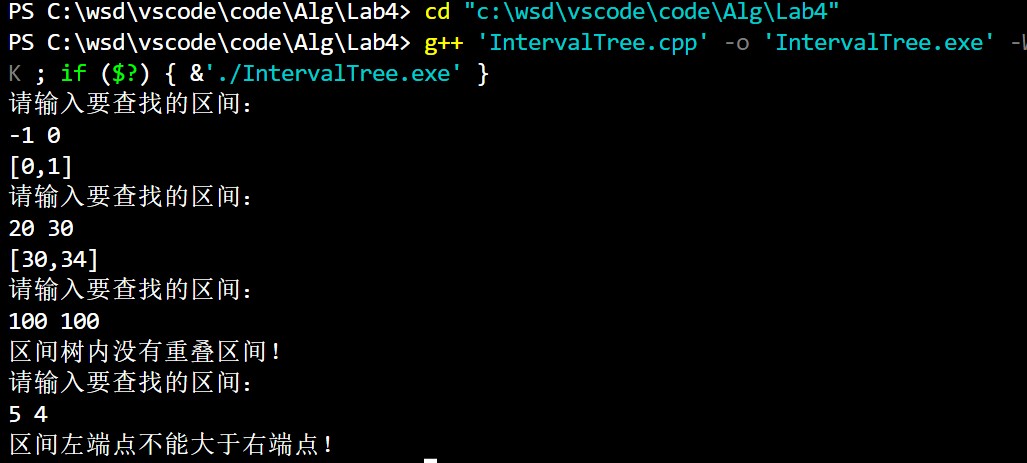 PS C:\wsd\vscode\code\Alg\Lab4> cd "c:\wsd\vscode\code\Alg\Lab4"
PS C:\wsd\vscode\code\Alg\Lab4> g++ 'IntervalTree.cpp' -o 'IntervalTree.exe' -W
K ; if ($?) { &'./IntervalTree.exe' }
请输入要查找的区间：
-1 0
[0,1]
请输入要查找的区间：
20 30
[30,34]
请输入要查找的区间：
100 100
区间树内没有重叠区间！
请输入要查找的区间：
5 4
区间左端点不能大于右端点！